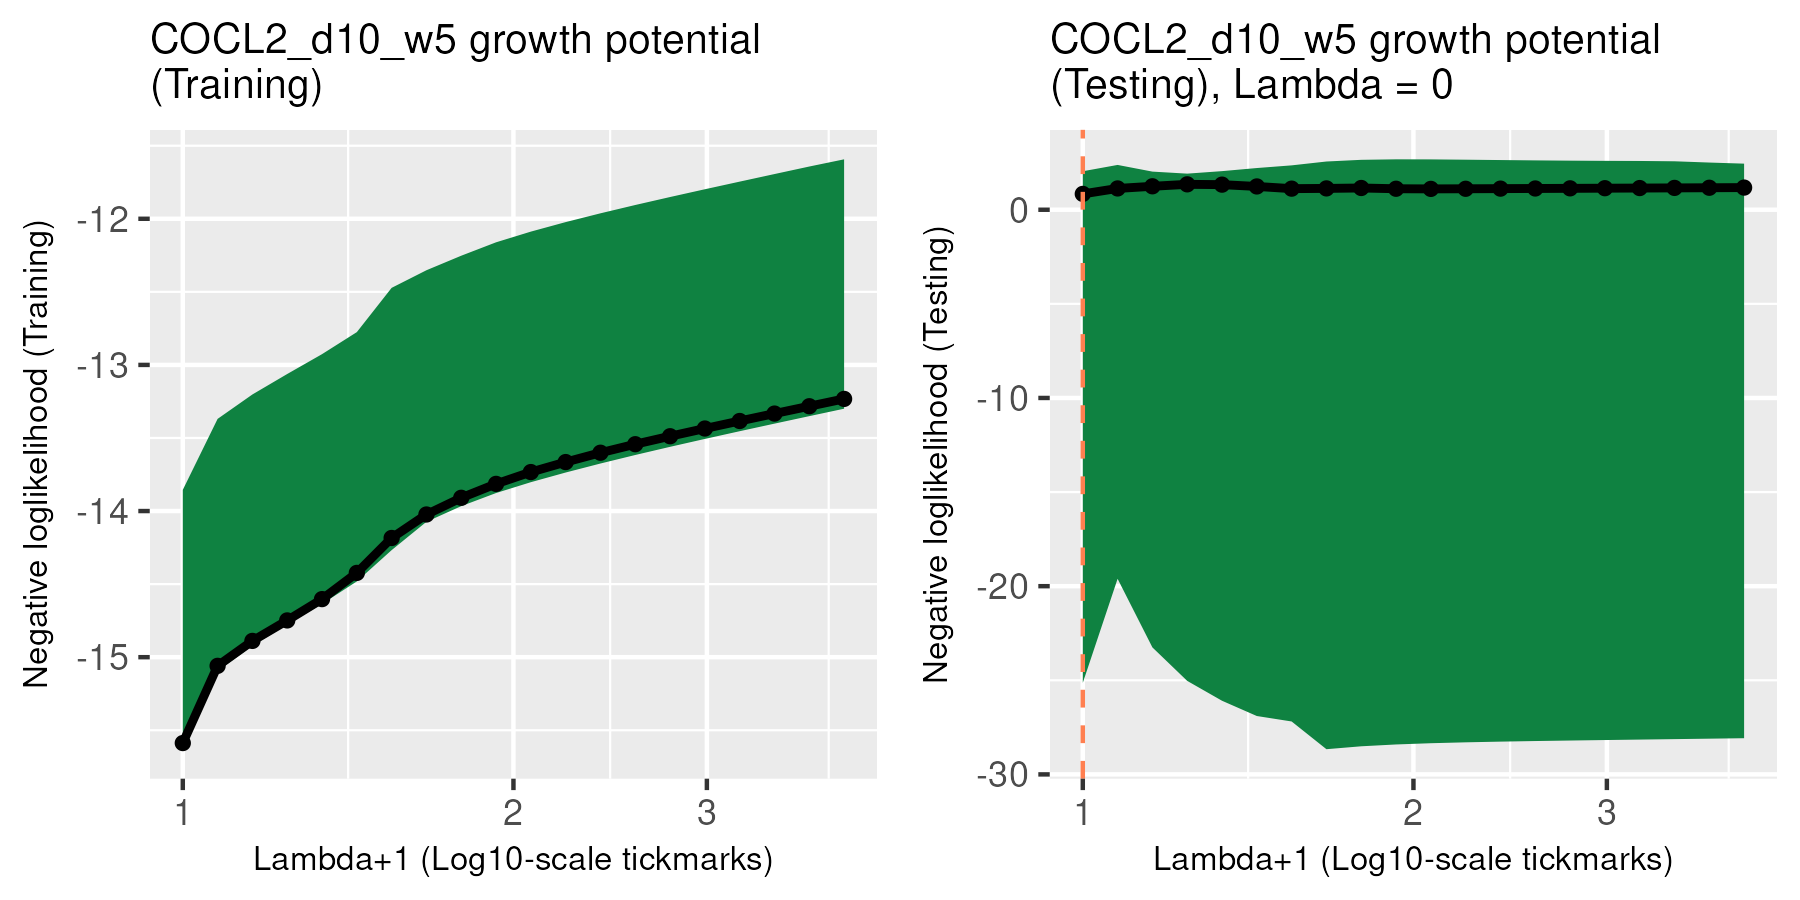 COCL2_d10_w5 growth potential
(Training)
Negative loglikelihood (Training)
-12
-13
-14
-15
1
2
3
Lambda+1 (Log10-scale tickmarks)
COCL2_d10_w5 growth potential
(Testing), Lambda = 0
Negative loglikelihood (Testing)
0
-10
-20
-30
1
2
3
Lambda+1 (Log10-scale tickmarks)